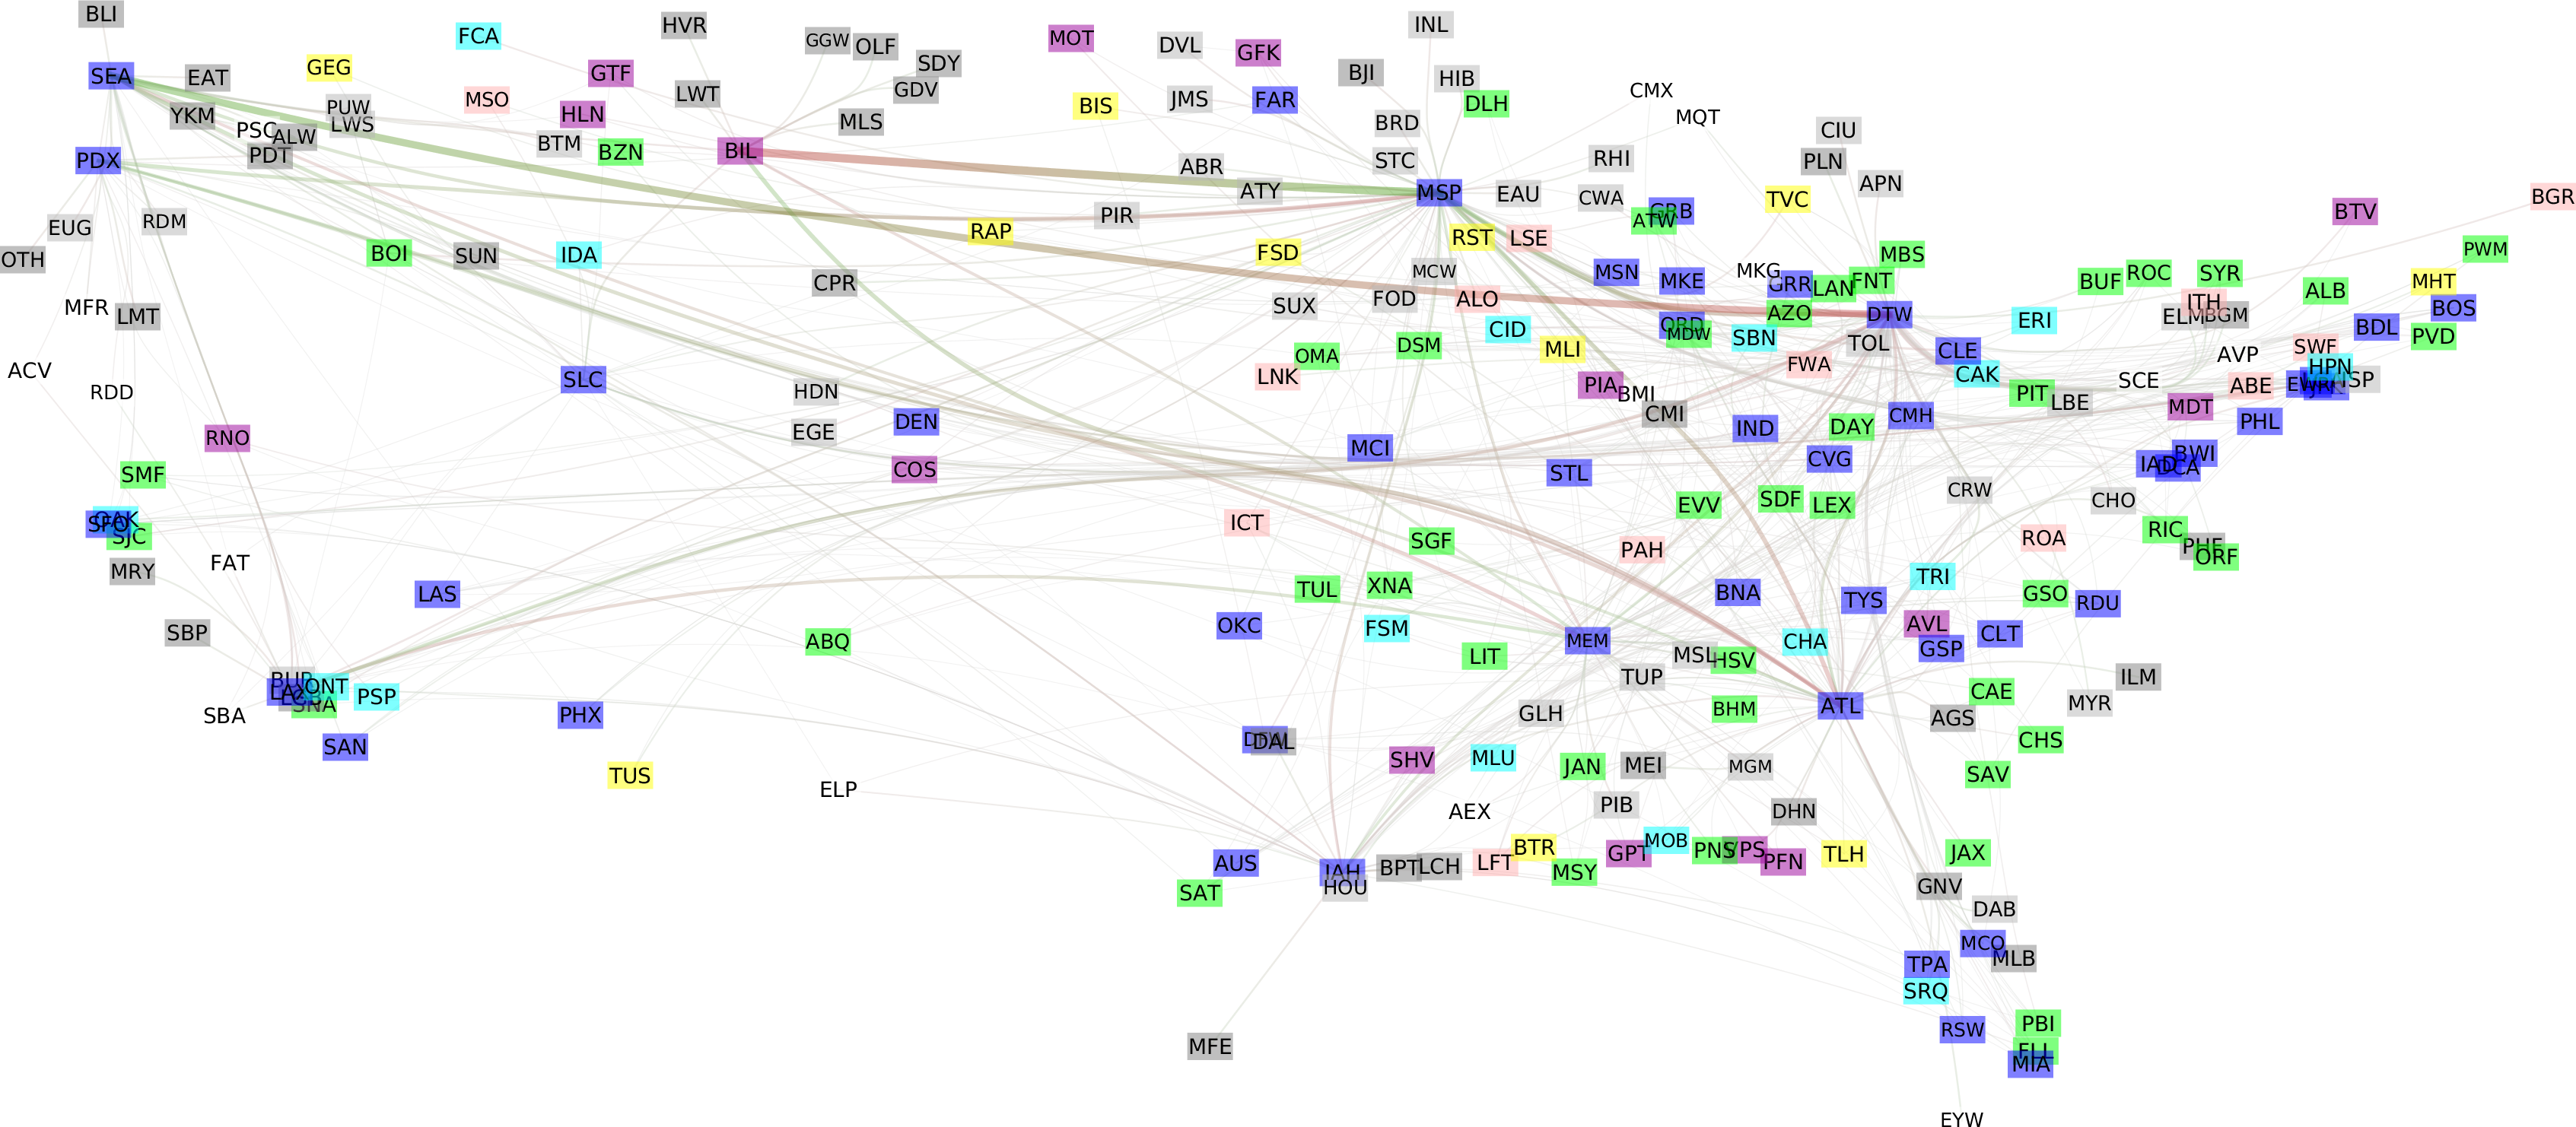 BLI
HVR
INL
FCA
GGW
OLF
MOT
DVL
GFK
SEA
EAT
GEG
GTF
SDY
BJI
HIB
MSO
LWT
GDV
BIS
JMS
FAR
DLH
CMX
YKM
PUW
LWS
HLN
MLS
BRD
MQT
PSC
ALW
PDT
BTM
BZN
BIL
CIU
PDX
ABR
STC
RHI
PLN
ATY
MSP
EAU
CWA
APN
TVC
BGR
EUG
RDM
PIR
GRB
ATW
BTV
RAP
RST
LSE
OTH
BOI
SUN
IDA
FSD
MBS
PWM
CPR
MCW
MSN
MKE
MKG
GRR
LAN
FNT
BUF
ROC
SYR
ALB
MHT
MFR
LMT
SUX
FOD
ALO
AZO
DTW
ITH
ELM
BGM
BOS
CID
ORD
MDW
SBN
ERI
BDL
PVD
OMA
DSM
MLI
TOL
CLE
AVP
SWF
ACV
SLC
LNK
FWA
CAK
HPN
RDD
HDN
PIA
BMI
PIT
LBE
SCE
ABE
EWR
JFK
ISP
CMI
MDT
RNO
EGE
DEN
MCI
IND
DAY
CMH
PHL
SMF
COS
STL
CVG
IAD
BWI
DCA
EVV
SDF
LEX
CRW
CHO
OAK
SFO
SJC
ICT
SGF
PAH
ROA
RIC
PHF
ORF
MRY
FAT
TUL
XNA
BNA
TYS
TRI
GSO
RDU
LAS
SBP
ABQ
OKC
FSM
MEM
CHA
AVL
GSP
CLT
LIT
MSL
HSV
TUP
ILM
BUR
LAX
LGB
ONT
SNA
PSP
SBA
PHX
GLH
BHM
ATL
CAE
AGS
MYR
SAN
DFW
DAL
SHV
MLU
JAN
MEI
MGM
CHS
SAV
TUS
ELP
AEX
PIB
DHN
AUS
IAH
HOU
BPT
LCH
LFT
BTR
MSY
GPT
MOB
PNS
VPS
PFN
TLH
JAX
SAT
GNV
DAB
MCO
MLB
TPA
SRQ
RSW
PBI
FLL
MIA
MFE
EYW